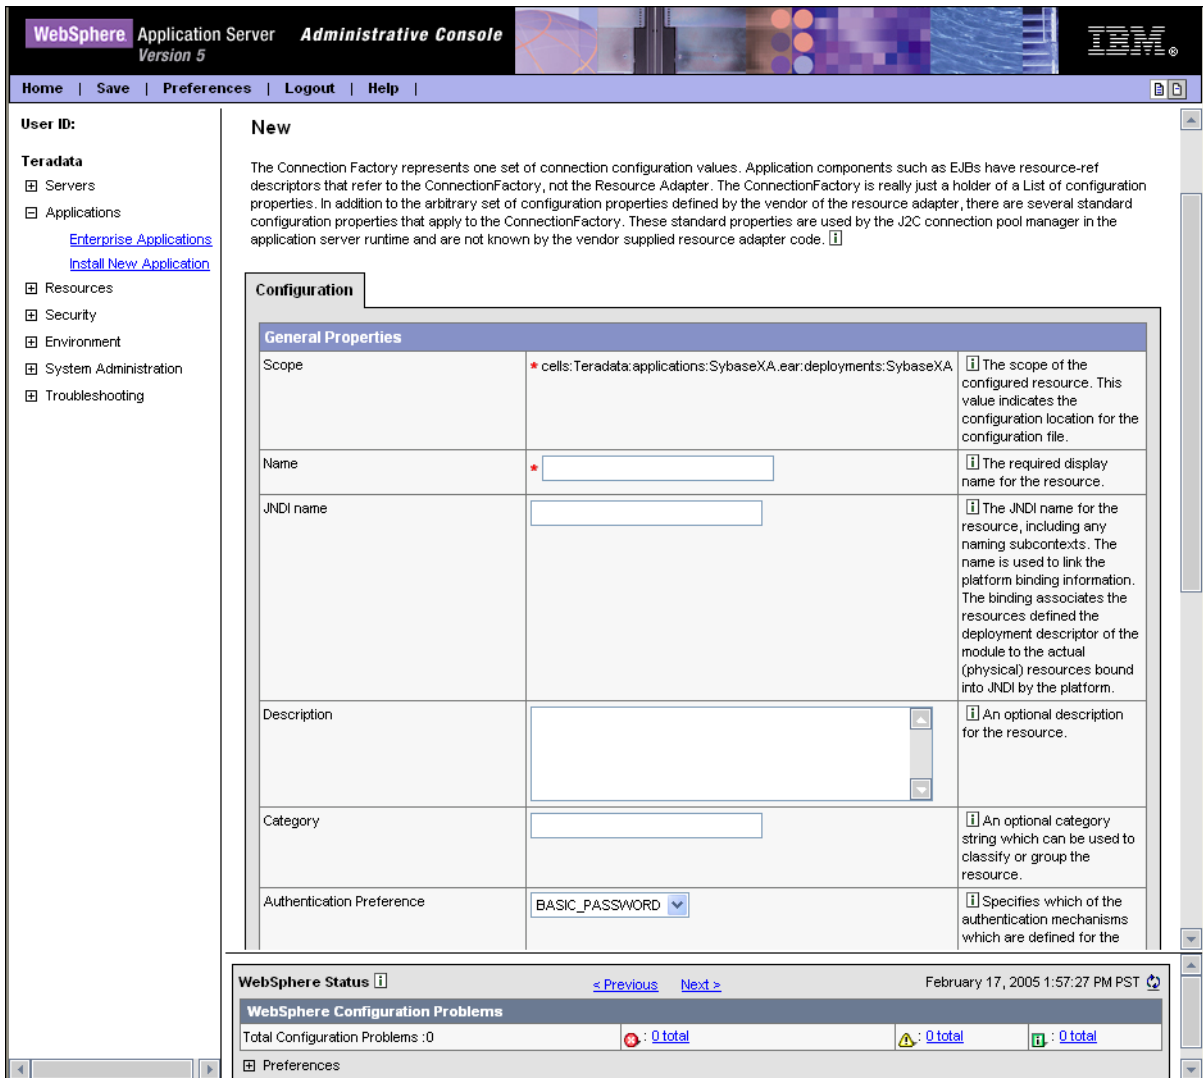 WebSphere Application Server Administrative Console
Version 5
IBM®
Home | Save | Preferences | Logout | Help |
User ID:
Teradata
Servers
Applications
Enterprise Applications
Install New Application
Resources
Security
Environment
System Administration
Troubleshooting
New
The Connection Factory represents one set of connection configuration values. Application components such as EJBs have resource-ref
descriptors that refer to the ConnectionFactory, not the Resource Adapter. The ConnectionFactory is really just a holder of a List of configuration
properties. In addition to the arbitrary set of configuration properties defined by the vendor of the resource adapter, there are several standard
configuration properties that apply to the ConnectionFactory. These standard properties are used by the J2C connection pool manager in the
application server runtime and are not known by the vendor supplied resource adapter code. i
Configuration
General Properties
Scope
* cells:Teradata:applications:SybaseXA.ear:deployments:SybaseXA
i The scope of the
configured resource. This
value indicates the
configuration location for the
configuration file.
Name
*
i The required display
name for the resource.
JNDI name
i The JNDI name for the
resource, including any
naming subcontexts. The
name is used to link the
platform binding information.
The binding associates the
resources defined the
deployment descriptor of the
module to the actual
(physical) resources bound
into JNDI by the platform.
Description
i An optional description
for the resource.
Category
i An optional category
string which can be used to
classify or group the
resource.
Authentication Preference
BASIC_PASSWORD
i Specifies which of the
authentication mechanisms
which are defined for the
WebSphere Status i
< Previous Next >
February 17, 2005 1:57:27 PM PST
WebSphere Configuration Problems
Total Configuration Problems :0
: 0 total
: 0 total
i : 0 total
Preferences